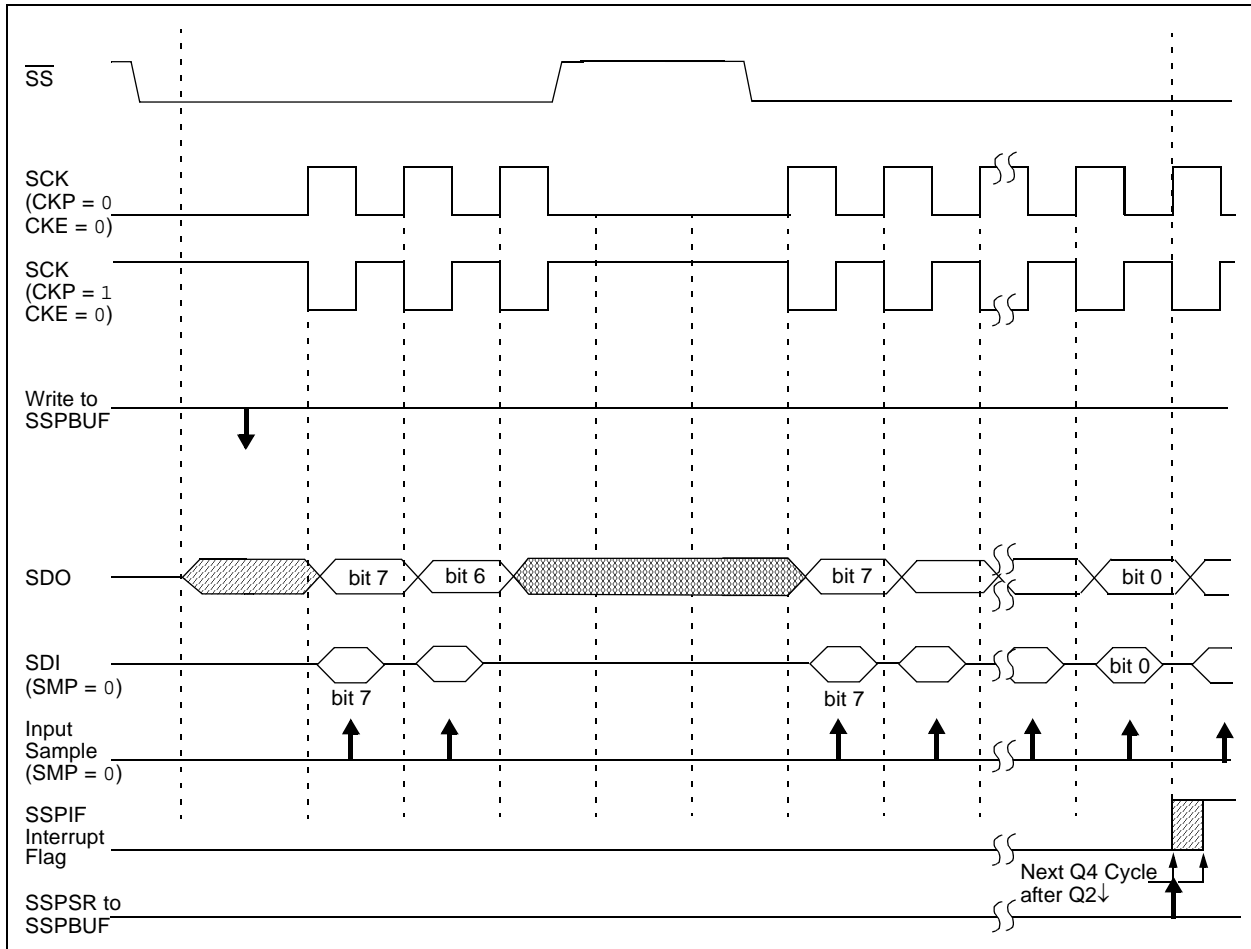 SS
SCK
(CKP = 0
CKE = 0)
SCK
(CKP = 1
CKE = 0)
Write to
SSPBUF
SDO
bit 7
bit 6
bit 7
bit 0
SDI
(SMP = 0)
bit 7
bit 7
bit 0
Input
Sample
(SMP = 0)
SSPIF
Interrupt
Flag
Next Q4 Cycle
after Q2↓
SSPSR to
SSPBUF